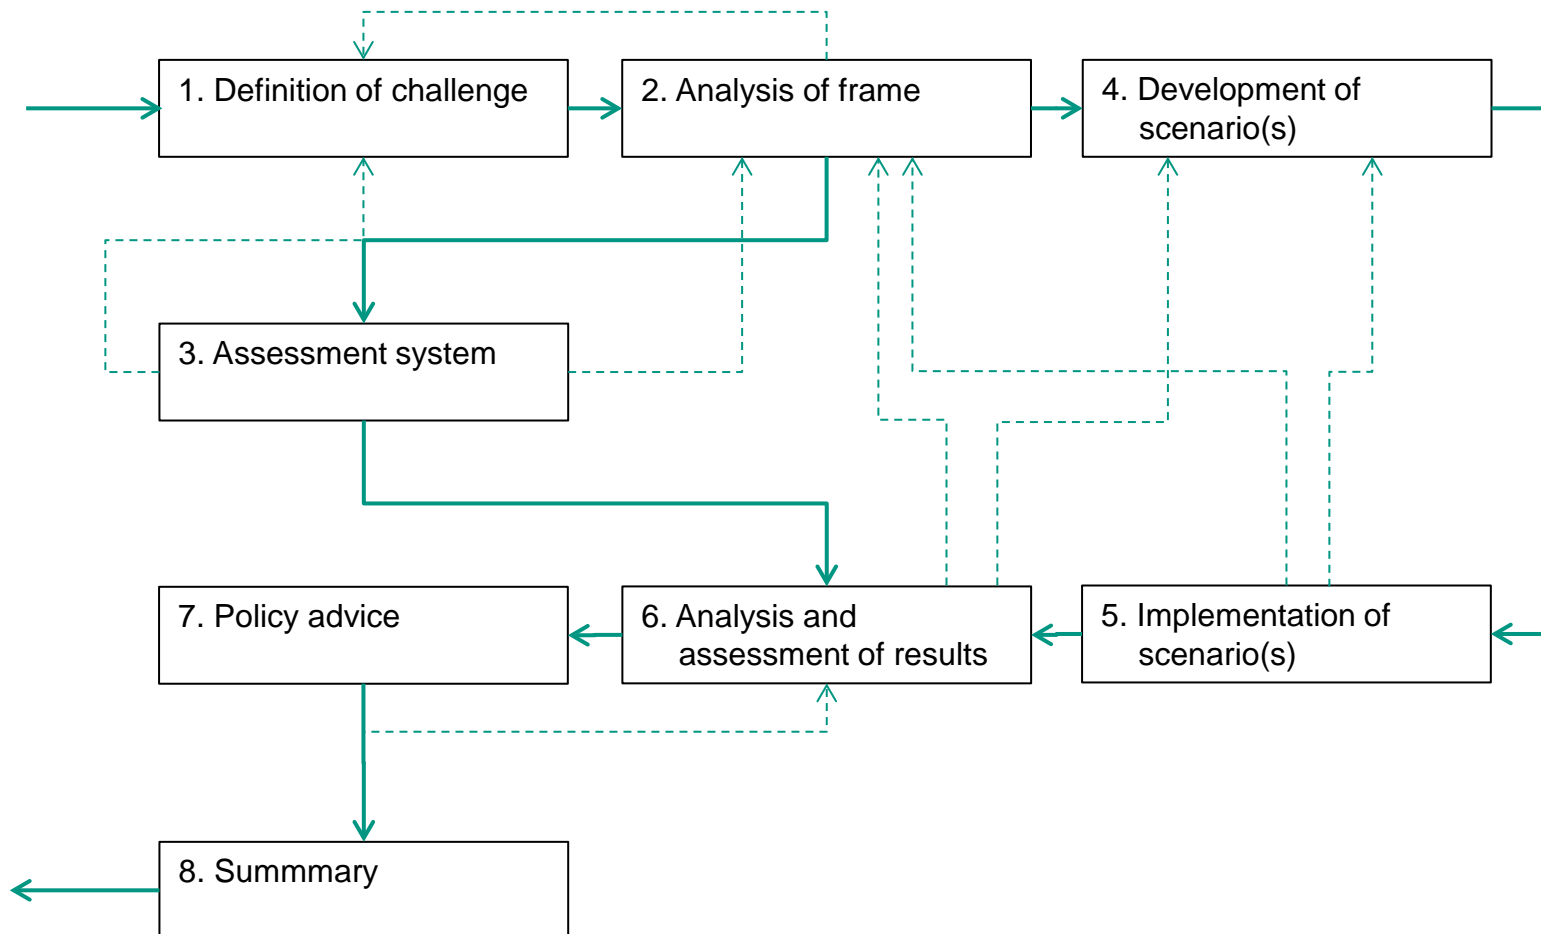 1. Definition of challenge
2. Analysis of frame
4. Development of
scenario(s)
3. Assessment system
7. Policy advice
6. Analysis and
assessment of results
5. Implementation of
scenario(s)
8. Summmary